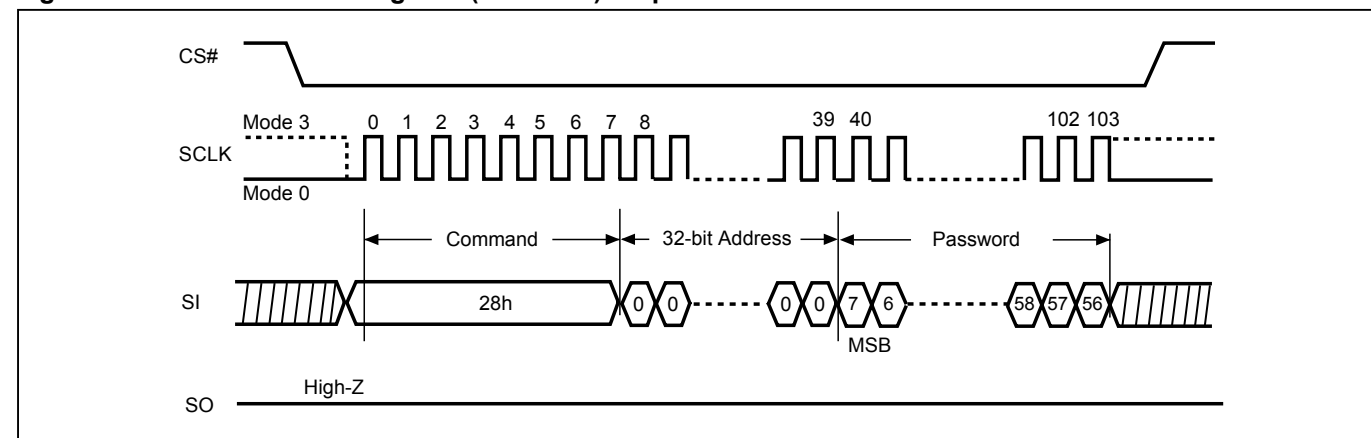 CS#
Mode 3 0 1 2 3 4 5 6 7 8 39 40 102 103
SCLK
Mode 0
Command 32-bit Address Password
SI 28h 0 0 0 0 7 6 58 57 56
MSB
High-Z
SO